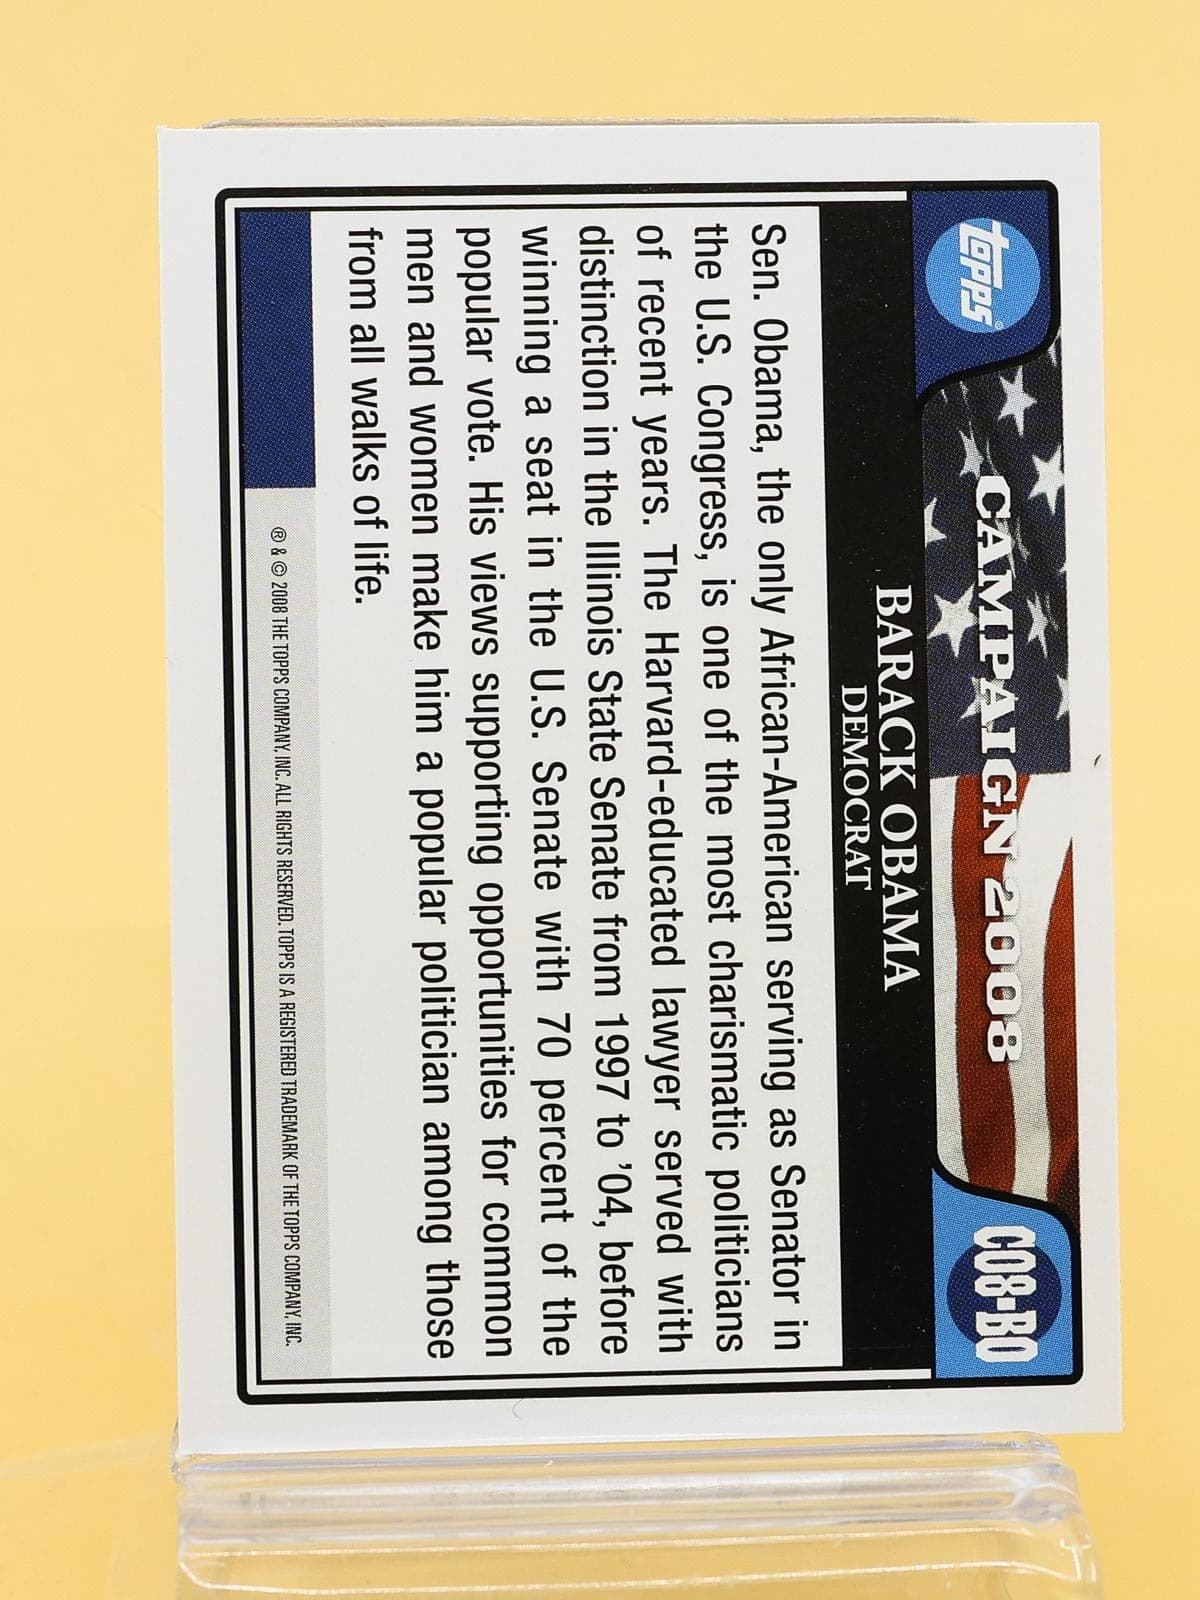 topps®
CAMPAIGN 2008
C08-BO
BARACK OBAMA
DEMOCRAT
Sen. Obama, the only African-American serving as Senator in
the U.S. Congress, is one of the most charismatic politicians
of recent years. The Harvard-educated lawyer served with
distinction in the Illinois State Senate from 1997 to ’04, before
winning a seat in the U.S. Senate with 70 percent of the
popular vote. His views supporting opportunities for common
men and women make him a popular politician among those
from all walks of life.
® & © 2008 THE TOPPS COMPANY, INC. ALL RIGHTS RESERVED. TOPPS IS A REGISTERED TRADEMARK OF THE TOPPS COMPANY, INC.